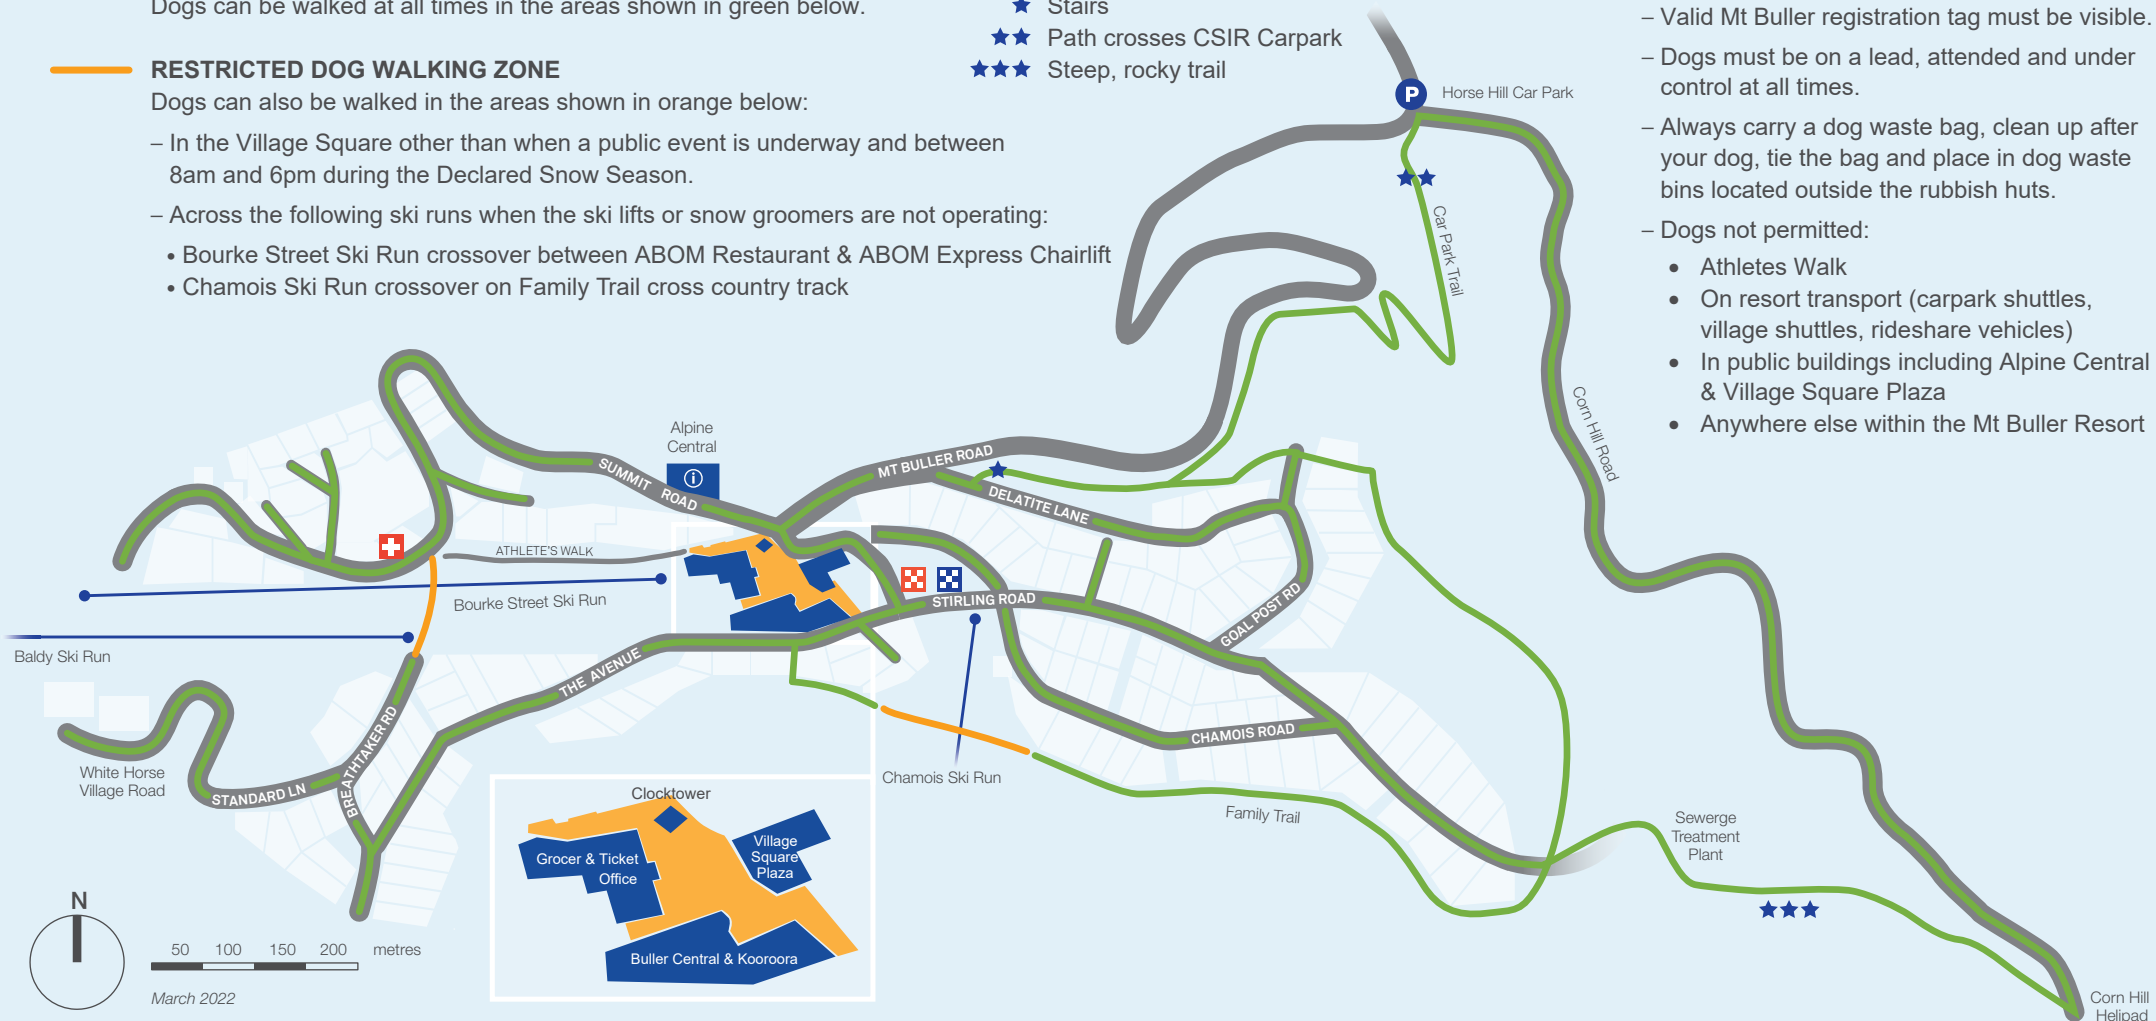 Dogs can be walked at all times in the areas shown in green below.
RESTRICTED DOG WALKING ZONE
Dogs can also be walked in the areas shown in orange below:
– In the Village Square other than when a public event is underway and between
8am and 6pm during the Declared Snow Season.
– Across the following ski runs when the ski lifts or snow groomers are not operating:
• Bourke Street Ski Run crossover between ABOM Restaurant & ABOM Express Chairlift
• Chamois Ski Run crossover on Family Trail cross country track
Stairs
Path crosses CSIR Carpark
Steep, rocky trail
– Valid Mt Buller registration tag must be visible.
– Dogs must be on a lead, attended and under
control at all times.
– Always carry a dog waste bag, clean up after
your dog, tie the bag and place in dog waste
bins located outside the rubbish huts.
– Dogs not permitted:
• Athletes Walk
• On resort transport (carpark shuttles,
village shuttles, rideshare vehicles)
• In public buildings including Alpine Central
& Village Square Plaza
• Anywhere else within the Mt Buller Resort
P
Horse Hill Car Park
Car Park Trail
Corn Hill Road
Alpine
Central
i
SUMMIT ROAD
MT BULLER ROAD
DELATITE LANE
ATHLETE'S WALK
Bourke Street Ski Run
STIRLING ROAD
GOAL POST RD
Baldy Ski Run
THE AVENUE
BREATHTAKER RD
White Horse
Village Road
STANDARD LN
CHAMOIS ROAD
Chamois Ski Run
Family Trail
Sewerge
Treatment
Plant
Corn Hill
Helipad
Clocktower
Grocer & Ticket
Office
Village
Square
Plaza
Buller Central & Kooroora
N
50 100 150 200 metres
March 2022